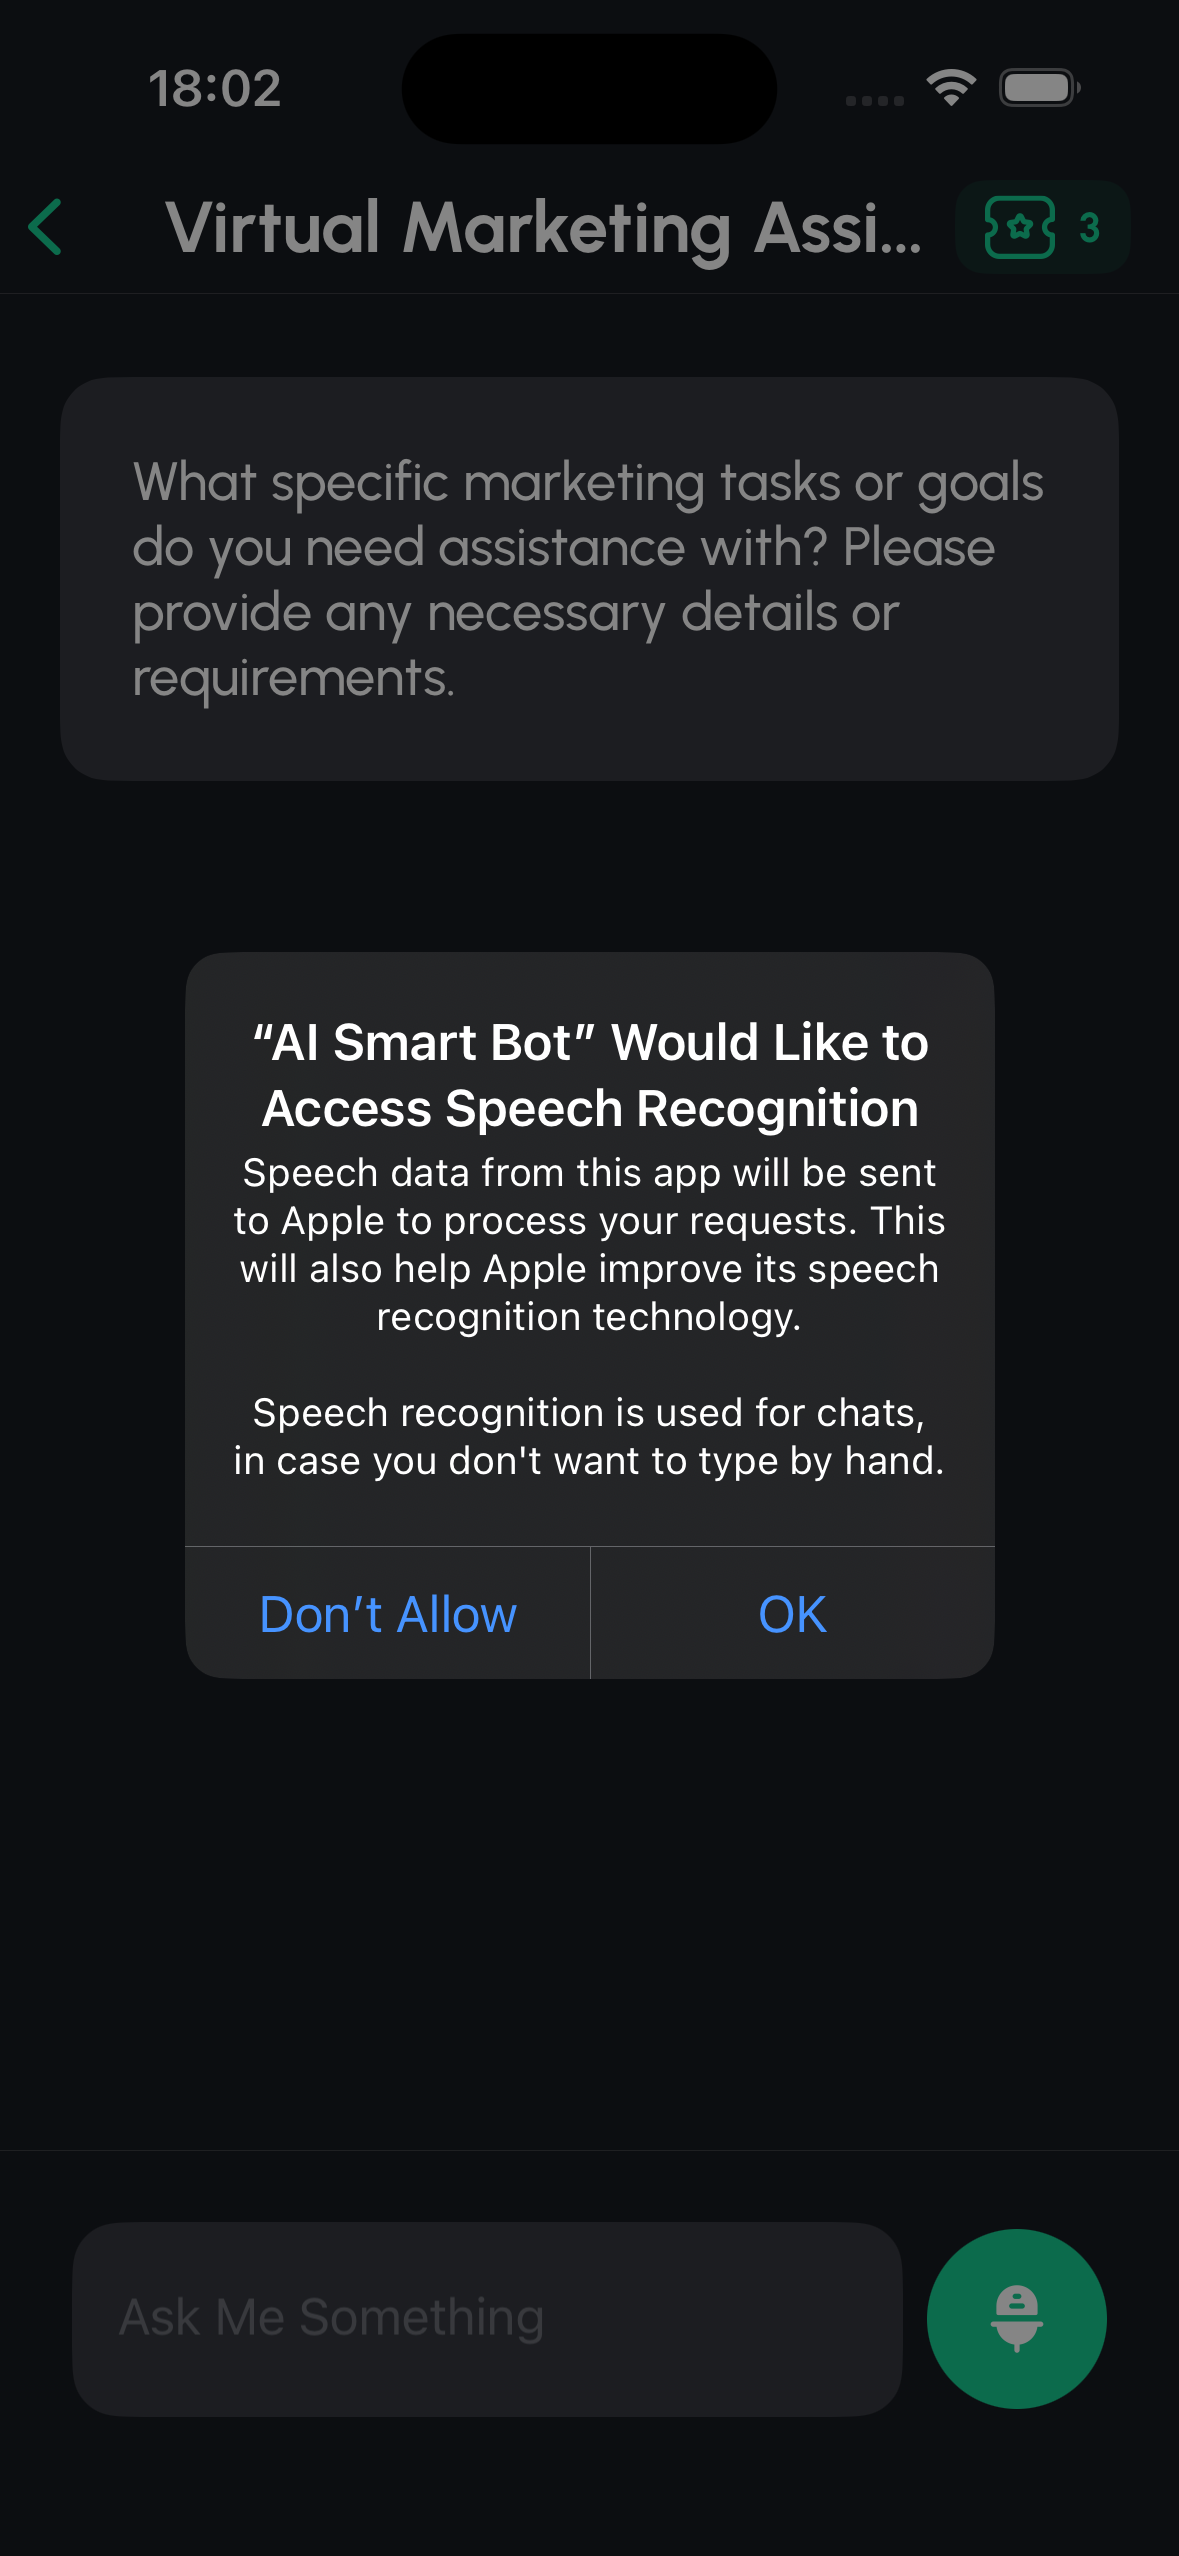 18:02
Virtual Marketing Assi...
3
What specific marketing tasks or goals
do you need assistance with? Please
provide any necessary details or
requirements.
“AI Smart Bot” Would Like to
Access Speech Recognition
Speech data from this app will be sent
to Apple to process your requests. This
will also help Apple improve its speech
recognition technology.
Speech recognition is used for chats,
in case you don't want to type by hand.
Don’t Allow
OK
Ask Me Something